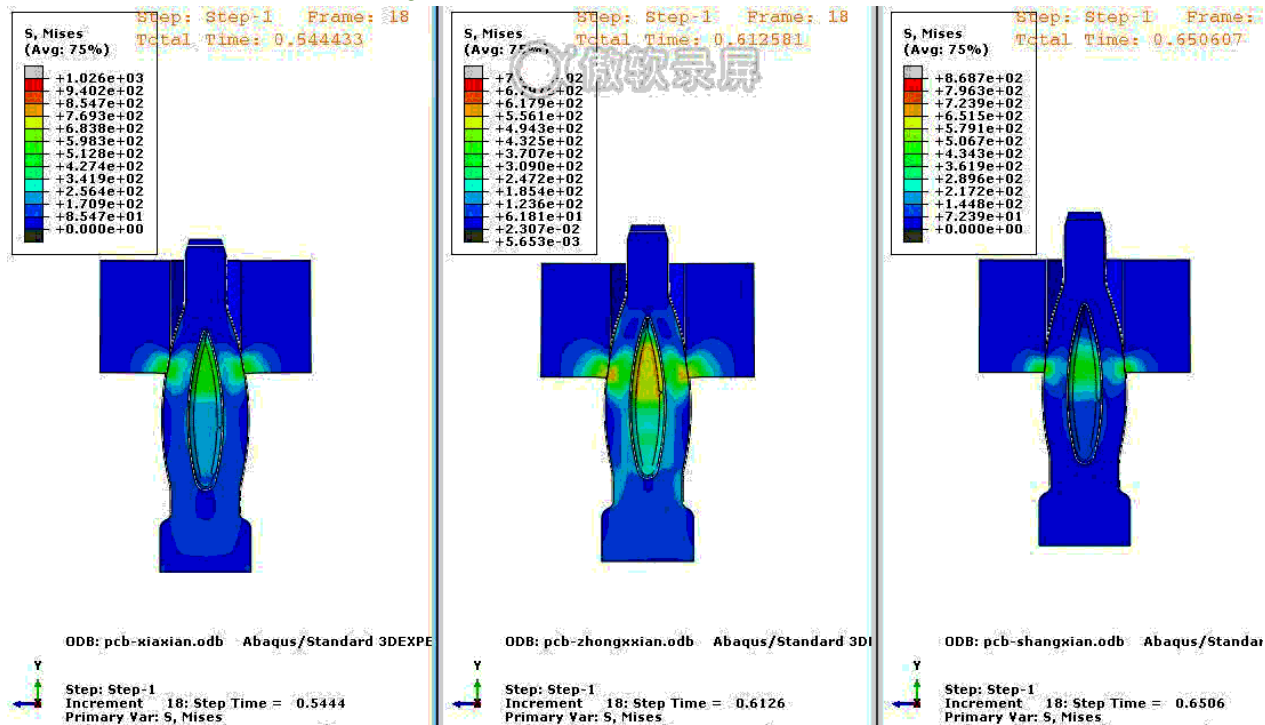 Step: Step-1 Frame: 18
Total Time: 0.544433
S, Mises
(Avg: 75%)
+1.026e+03
+9.402e+02
+8.547e+02
+7.693e+02
+6.838e+02
+5.983e+02
+5.128e+02
+4.274e+02
+3.419e+02
+2.564e+02
+1.709e+02
+8.547e+01
+0.000e+00
ODB: pcb-xiaxian.odb Abaqus/Standard 3DEXPE
Y
Step: Step-1
Increment 18: Step Time = 0.5444
Primary Var: S, Mises
Step: Step-1 Frame: 18
Total Time: 0.612581
傲软录屏
S, Mises
(Avg:
+6.179e+02
+5.561e+02
+4.943e+02
+4.325e+02
+3.707e+02
+3.090e+02
+2.472e+02
+1.854e+02
+1.236e+02
+6.181e+01
+2.307e-02
+5.653e-03
ODB: pcb-zhongxxian.odb Abaqus/Standard 3DI
Y
Step: Step-1
Increment 18: Step Time = 0.6126
Primary Var: S, Mises
Step: Step-1 Frame:
Total Time: 0.650607
S, Mises
(Avg: 75%)
+8.687e+02
+7.963e+02
+7.239e+02
+6.515e+02
+5.791e+02
+5.067e+02
+4.343e+02
+3.619e+02
+2.896e+02
+2.172e+02
+1.448e+02
+7.239e+01
+0.000e+00
ODB: pcb-shangxian.odb Abaqus/Standar
Y
Step: Step-1
Increment 18: Step Time = 0.6506
Primary Var: S, Mises